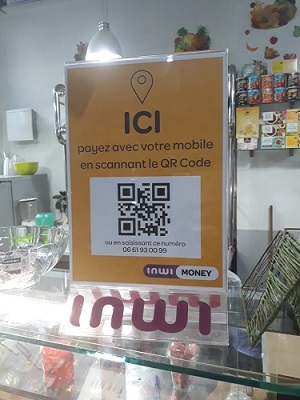 ICI
payez avec votre mobile
en scannant le QR Code
ou en saisissant ce numéro
06 61 93 00 99
inwi MONEY
inwi